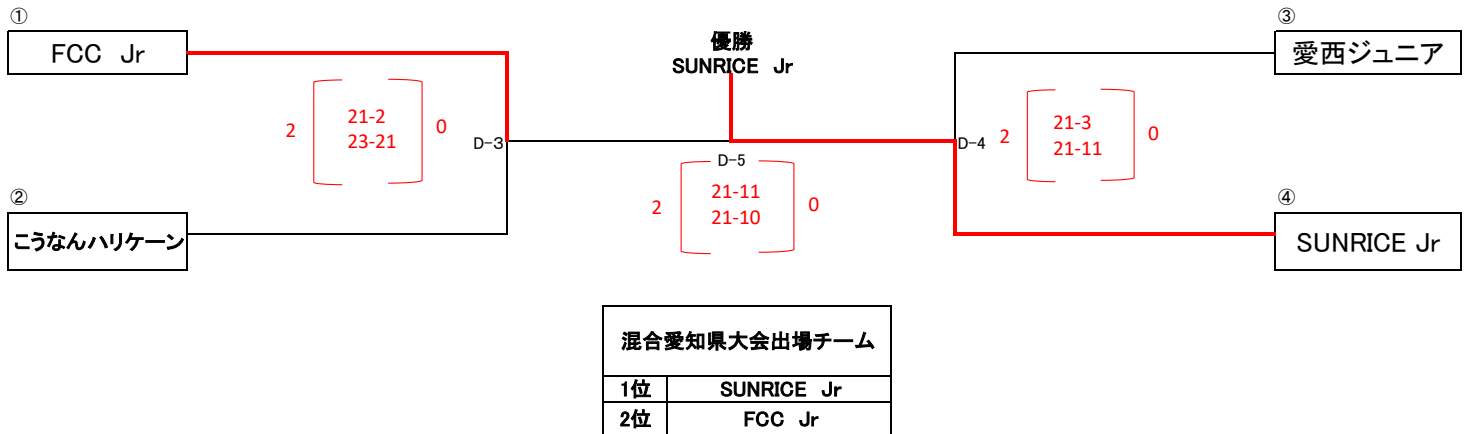 ①
FCC Jr
②
こうなんハリケーン
2
21-2
23-21
0
D-3
優勝
SUNRICE Jr
D-5
2
21-11
21-10
0
D-4
2
21-3
21-11
0
③
愛西ジュニア
④
SUNRICE Jr
混合愛知県大会出場チーム
1位 SUNRICE Jr
2位 FCC Jr